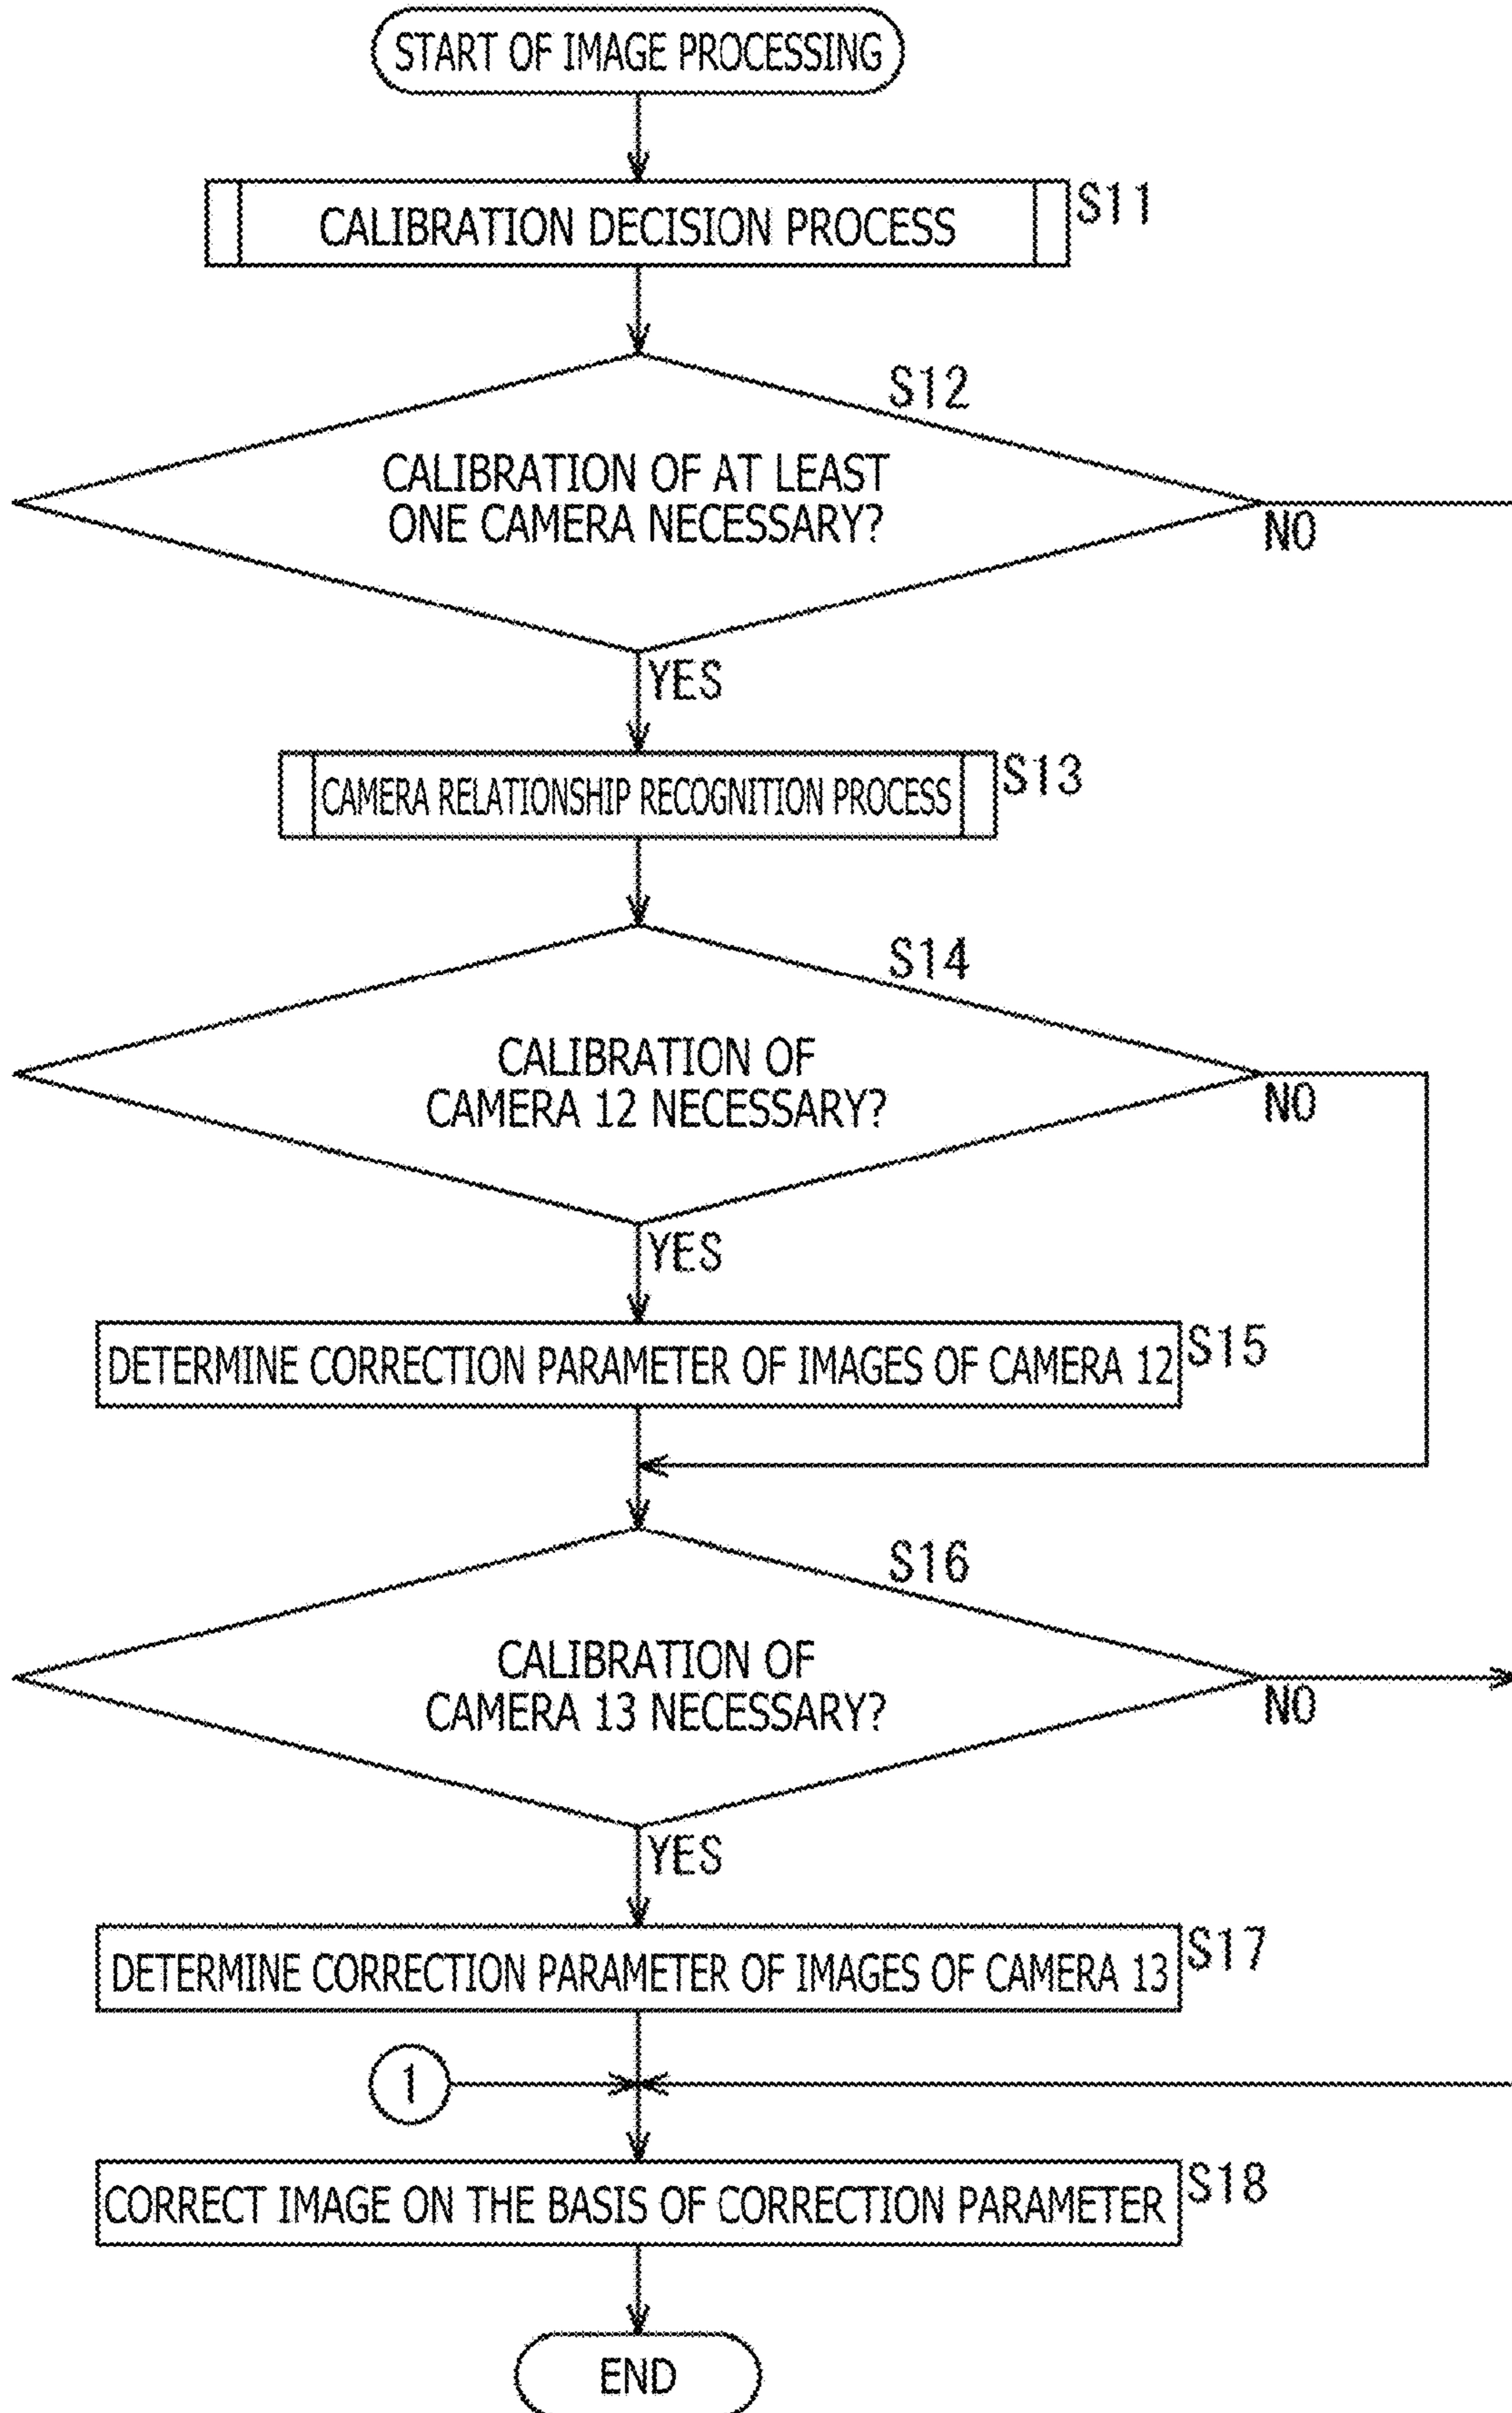 START OF IMAGE PROCESSING
CALIBRATION DECISION PROCESS
S11
S12
CALIBRATION OF AT LEAST
ONE CAMERA NECESSARY?
NO
YES
CAMERA RELATIONSHIP RECOGNITION PROCESS
S13
S14
CALIBRATION OF
CAMERA 12 NECESSARY?
NO
YES
DETERMINE CORRECTION PARAMETER OF IMAGES OF CAMERA 12
S15
S16
CALIBRATION OF
CAMERA 13 NECESSARY?
NO
YES
DETERMINE CORRECTION PARAMETER OF IMAGES OF CAMERA 13
S17
1
CORRECT IMAGE ON THE BASIS OF CORRECTION PARAMETER
S18
END